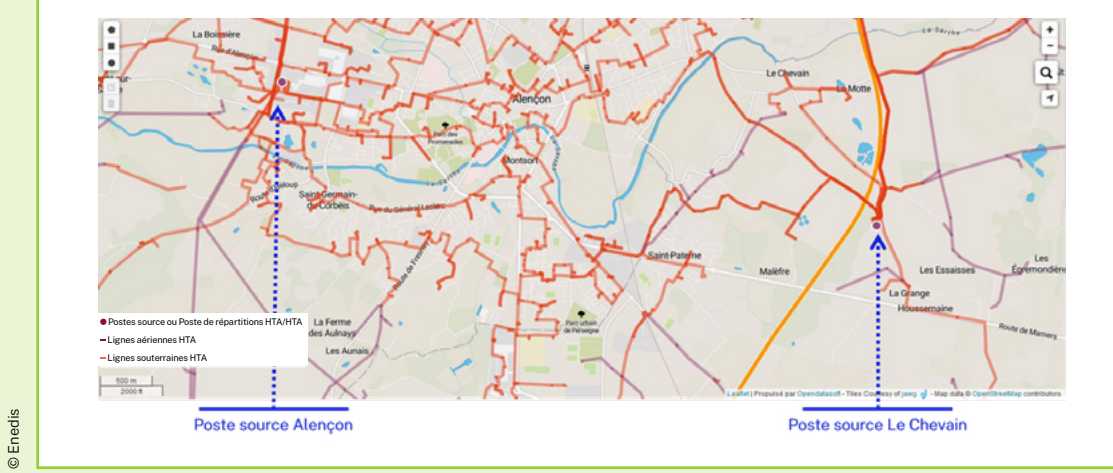 La Boissière
Rue d'Alençon
Alençon
Parc des
Promenades
Montsort
La Sarthe
La Sarthe
Le Chevain
La Motte
Saint-Germain-
du-Corbéis
Rue du Général Leclerc
Route de Fresnay
Saint-Paterne
Malèfre
Les Essaisses
Les
Égremondière
La Grange
Houssemaine
Route de Mamers
Parc urbain
de Perseigne
Postes source ou Poste de répartitions HTA/HTA
Lignes aériennes HTA
Lignes souterraines HTA
La Ferme
des Aulnays
Les Aunais
500 m
2000 ft
+
−
Leaflet | Propulsé par Opendatasoft - Tiles Courtesy of jawg - Map data © OpenStreetMap contributors
Poste source Alençon
Poste source Le Chevain
© Enedis